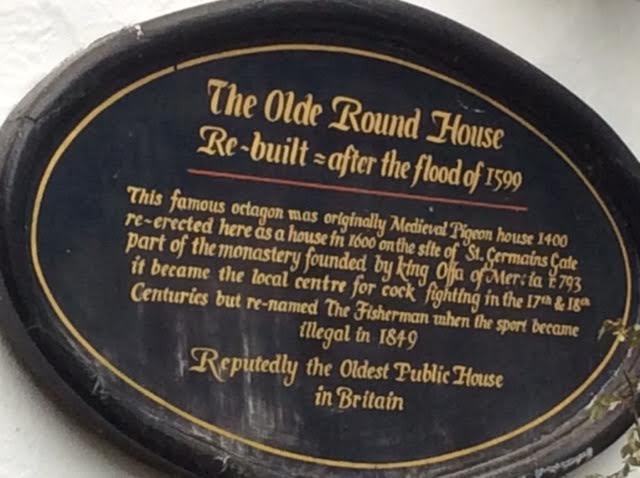 The Olde Round House
Re-built = after the flood of 1599
This famous octagon was originally Medieval Pigeon house 1400
re-erected here as a house in 1600 on the site of St. Germains Gate
part of the monastery founded by king Offa of Mercia 793
it became the local centre for cock fighting in the 17th & 18th
Centuries but re-named The Fisherman when the sport became
illegal in 1849
Reputedly the Oldest Public House
in Britain